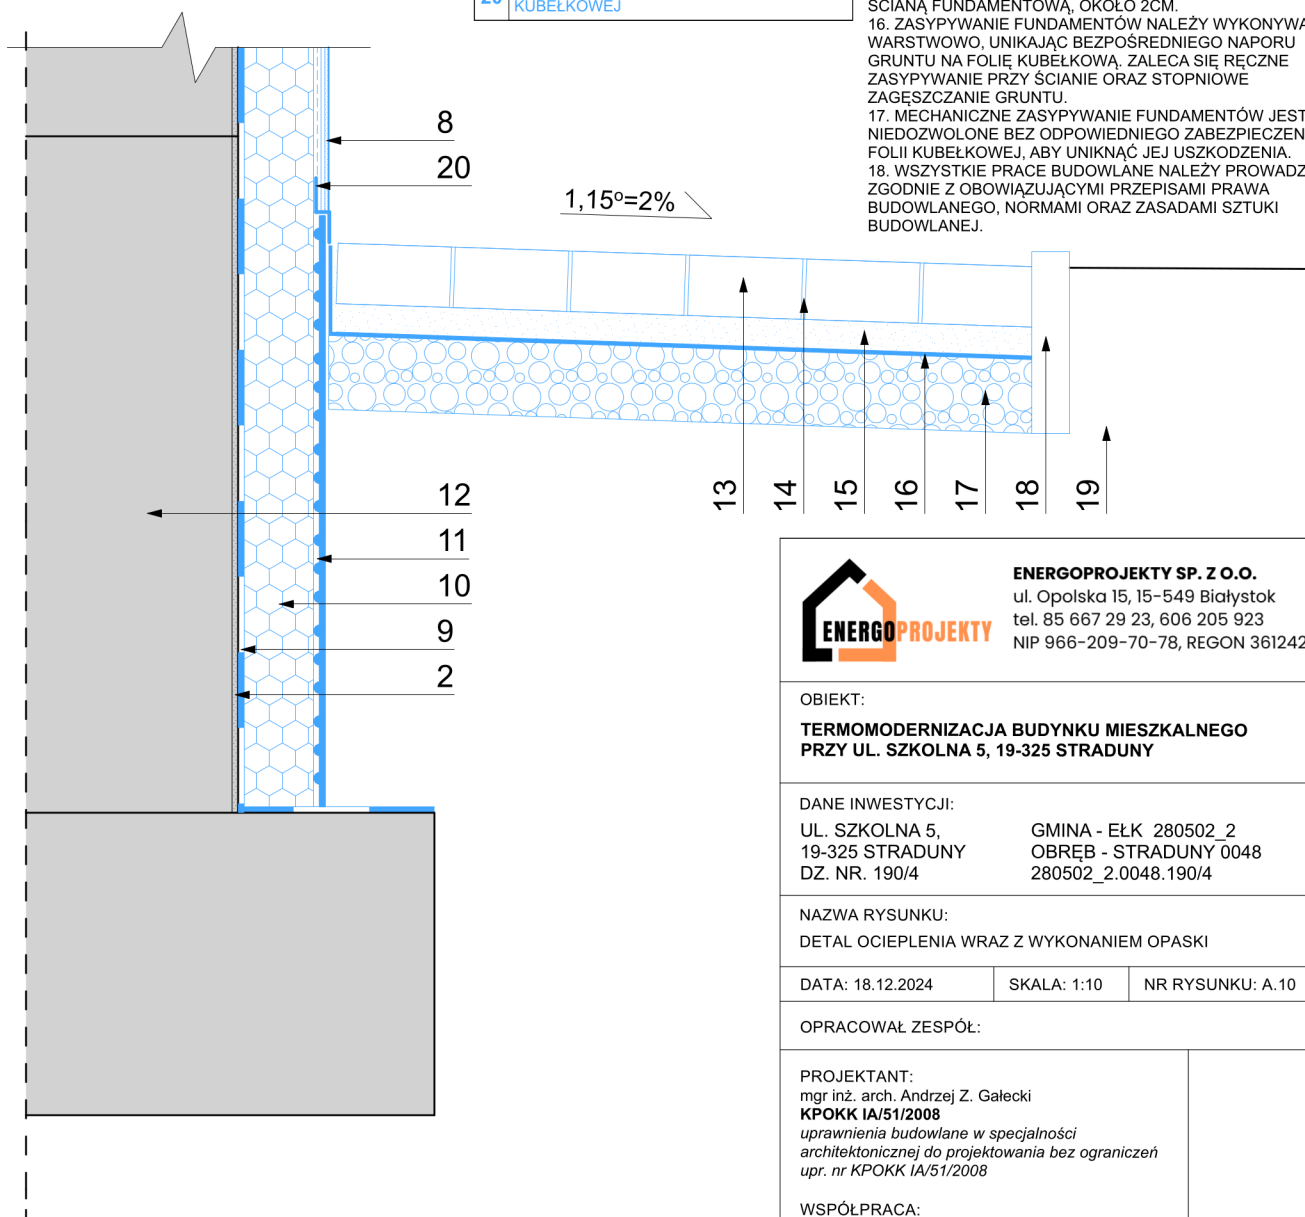 20
KUBEŁKOWEJ
ŚCIANĄ FUNDAMENTOWĄ, OKOŁO 2CM.
16. ZASYPYWANIE FUNDAMENTÓW NALEŻY WYKONYWA
WARSTWOWO, UNIKAJĄC BEZPOŚREDNIEGO NAPORU
GRUNTU NA FOLIĘ KUBEŁKOWĄ. ZALECA SIĘ RĘCZNE
ZASYPYWANIE PRZY ŚCIANIE ORAZ STOPNIOWE
ZAGĘSZCZANIE GRUNTU.
17. MECHANICZNE ZASYPYWANIE FUNDAMENTÓW JEST
NIEDOZWOLONE BEZ ODPOWIEDNIEGO ZABEZPIECZEN
FOLII KUBEŁKOWEJ, ABY UNIKNĄĆ JEJ USZKODZENIA.
18. WSZYSTKIE PRACE BUDOWLANE NALEŻY PROWADZ
ZGODNIE Z OBOWIĄZUJĄCYMI PRZEPISAMI PRAWA
BUDOWLANEGO, NORMAMI ORAZ ZASADAMI SZTUKI
BUDOWLANEJ.
8
20
1,15º=2%
13
14
15
16
17
18
19
12
11
10
9
2
ENERGOPROJEKTY
ENERGOPROJEKTY SP. Z O.O.
ul. Opolska 15, 15-549 Białystok
tel. 85 667 29 23, 606 205 923
NIP 966-209-70-78, REGON 361242
OBIEKT:
TERMOMODERNIZACJA BUDYNKU MIESZKALNEGO
PRZY UL. SZKOLNA 5, 19-325 STRADUNY
DANE INWESTYCJI:
UL. SZKOLNA 5,
19-325 STRADUNY
DZ. NR. 190/4
GMINA - EŁK 280502_2
OBRĘB - STRADUNY 0048
280502_2.0048.190/4
NAZWA RYSUNKU:
DETAL OCIEPLENIA WRAZ Z WYKONANIEM OPASKI
DATA: 18.12.2024
SKALA: 1:10
NR RYSUNKU: A.10
OPRACOWAŁ ZESPÓŁ:
PROJEKTANT:
mgr inż. arch. Andrzej Z. Gałecki
KPOKK IA/51/2008
uprawnienia budowlane w specjalności
architektonicznej do projektowania bez ograniczeń
upr. nr KPOKK IA/51/2008
WSPÓŁPRACA: